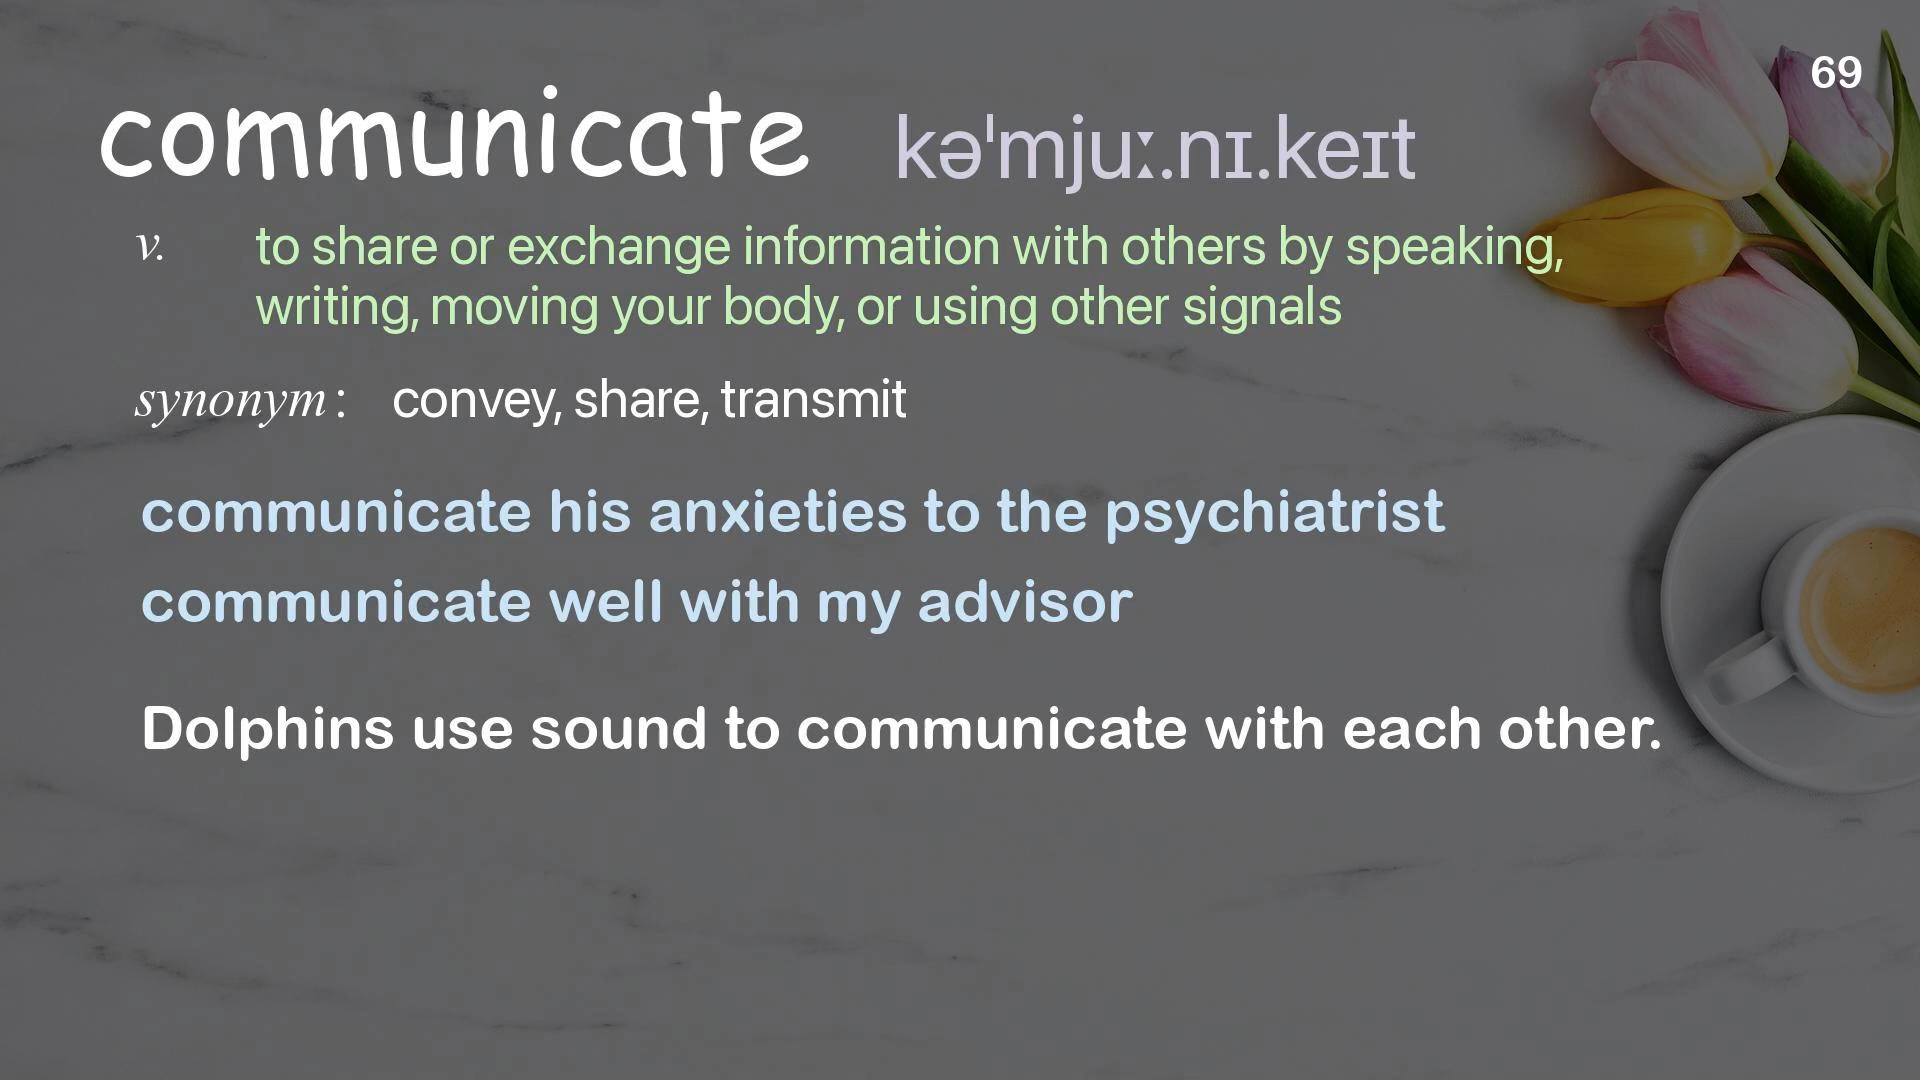 69
communicate kəˈmjuː.nɪ.keɪt
v. to share or exchange information with others by speaking,
writing, moving your body, or using other signals
synonym: convey, share, transmit
communicate his anxieties to the psychiatrist
communicate well with my advisor
Dolphins use sound to communicate with each other.